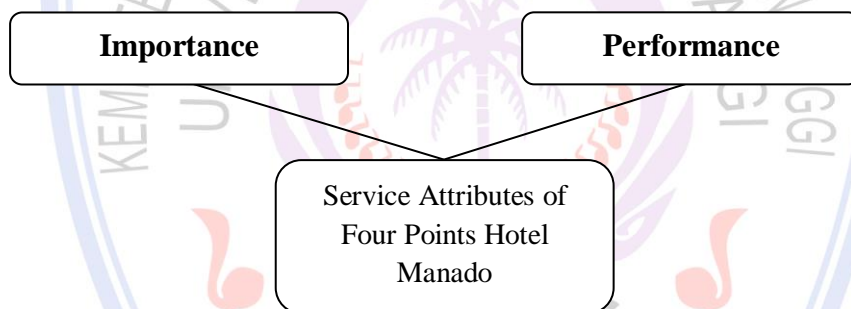 Importance
Performance
Service Attributes of
Four Points Hotel
Manado